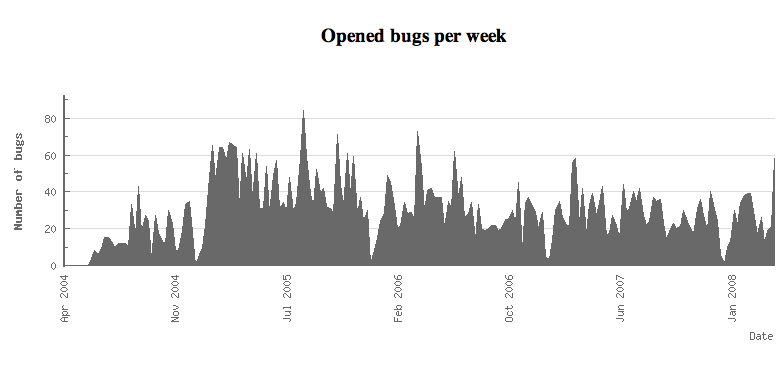 Opened bugs per week
Number of bugs
80
60
40
20
0
Apr 2004
Nov 2004
Jul 2005
Feb 2006
Oct 2006
Jun 2007
Jan 2008
Date